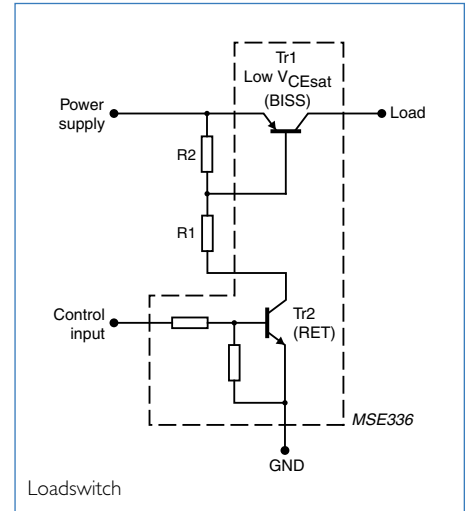 Tr1
Low VCEsat
(BISS)
Power
supply
Load
R2
R1
Control
input
Tr2
(RET)
MSE336
GND
Loadswitch